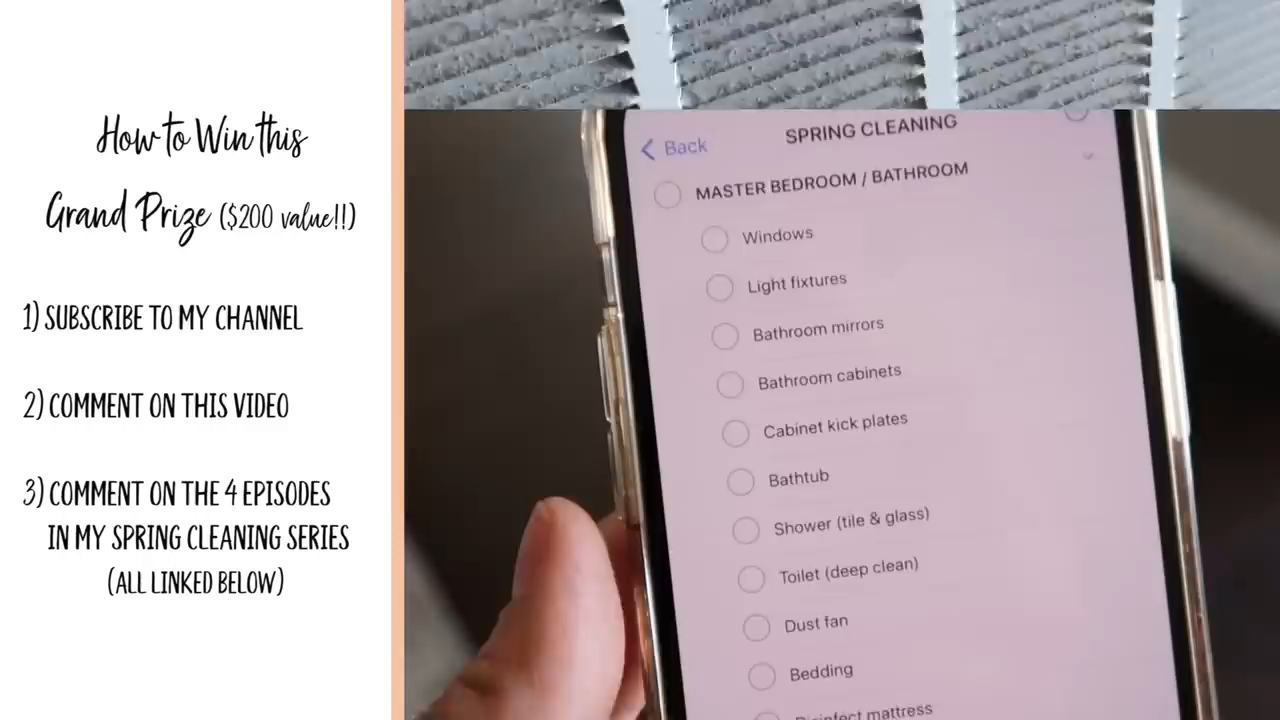 How to Win this
Grand Prize ($200 value!!)
1) SUBSCRIBE TO MY CHANNEL
2) COMMENT ON THIS VIDEO
3) COMMENT ON THE 4 EPISODES
IN MY SPRING CLEANING SERIES
(ALL LINKED BELOW)
Back
SPRING CLEANING
MASTER BEDROOM / BATHROOM
Windows
Light fixtures
Bathroom mirrors
Bathroom cabinets
Cabinet kick plates
Bathtub
Shower (tile & glass)
Toilet (deep clean)
Dust fan
Bedding
Disinfect mattress